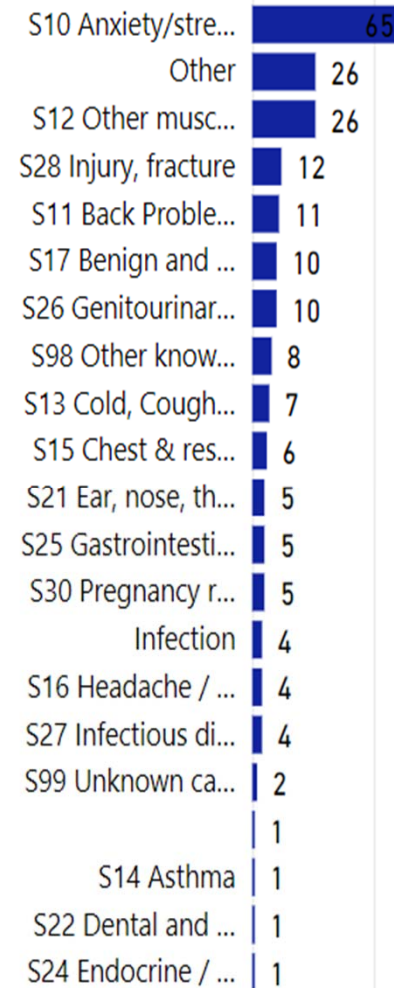 S10 Anxiety/stre... 65
Other 26
S12 Other musc... 26
S28 Injury, fracture 12
S11 Back Proble... 11
S17 Benign and ... 10
S26 Genitourinar... 10
S98 Other know... 8
S13 Cold, Cough... 7
S15 Chest & res... 6
S21 Ear, nose, th... 5
S25 Gastrointesti... 5
S30 Pregnancy r... 5
Infection 4
S16 Headache / ... 4
S27 Infectious di... 4
S99 Unknown ca... 2
1
S14 Asthma 1
S22 Dental and ... 1
S24 Endocrine / ... 1